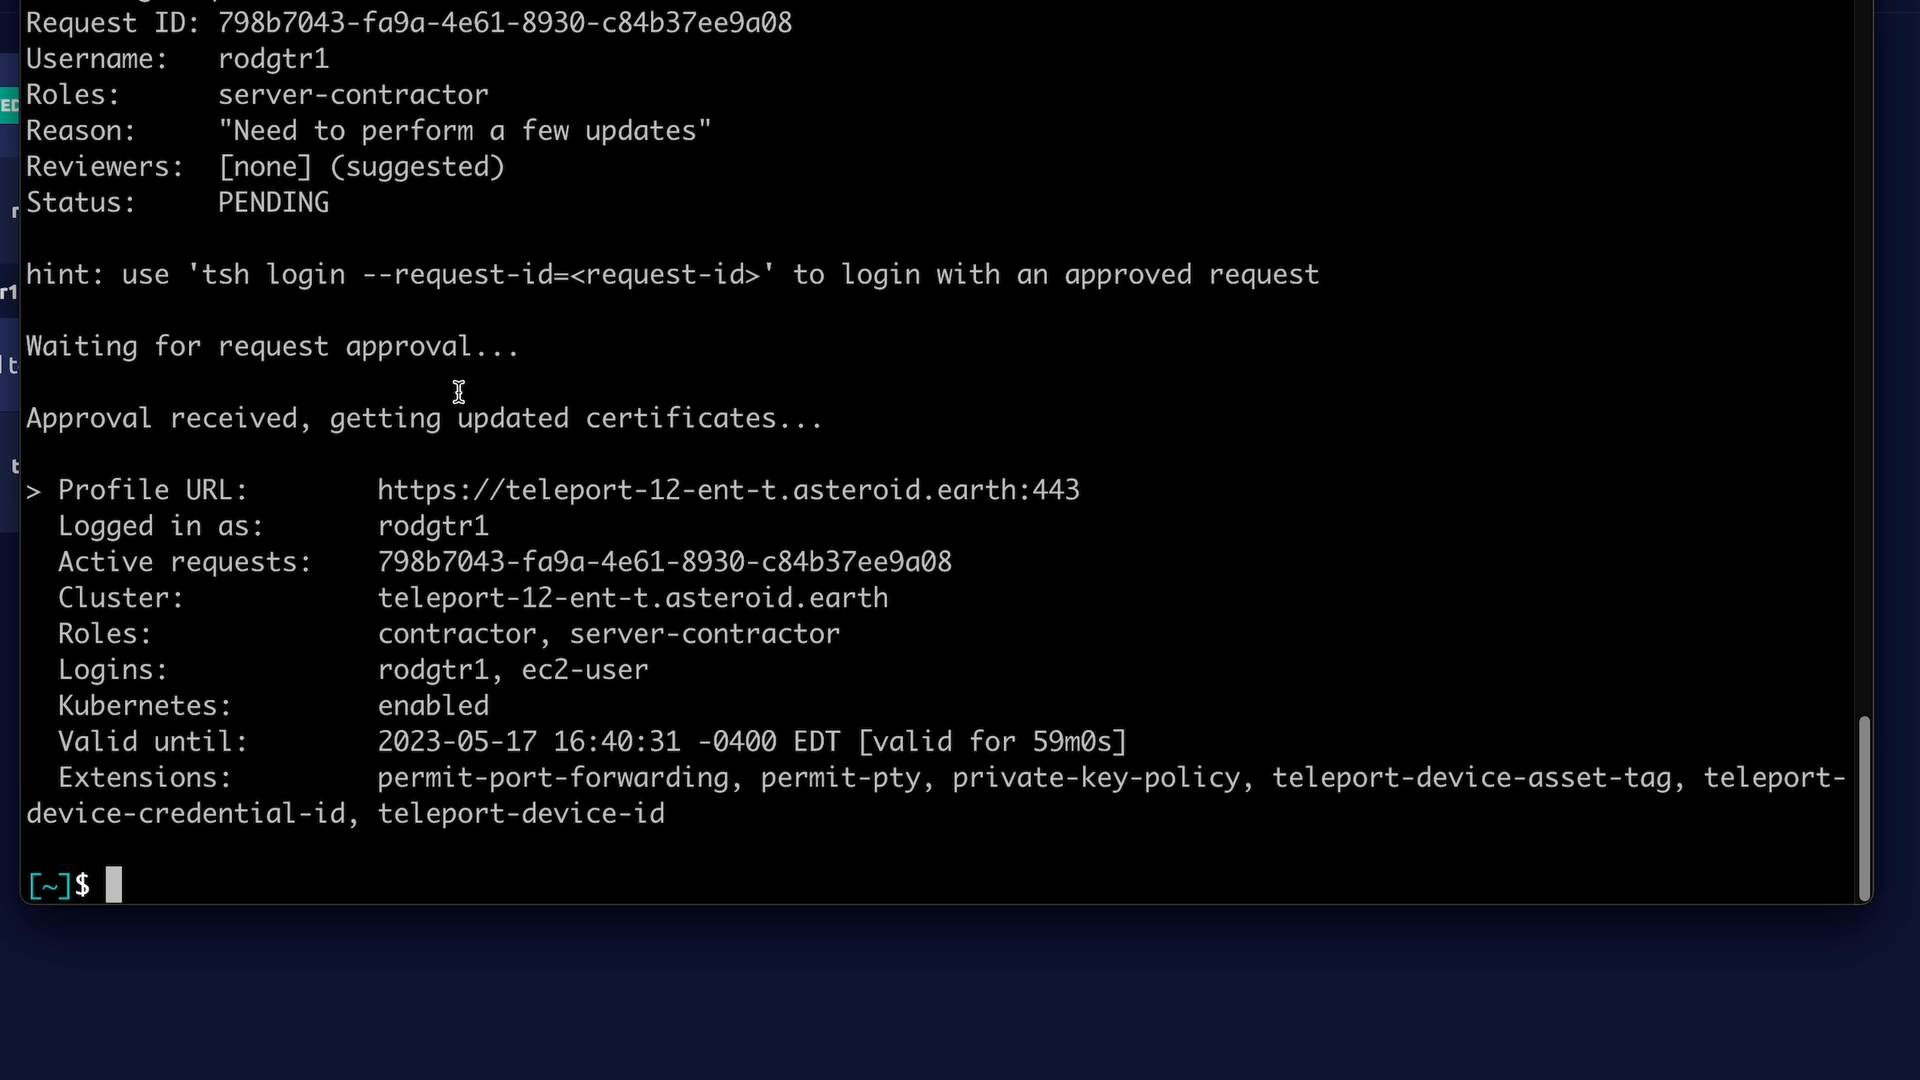 Request ID: 798b7043-fa9a-4e61-8930-c84b37ee9a08
Username:   rodgtr1
ED
Roles:      server-contractor
Reason:     "Need to perform a few updates"
Reviewers:  [none] (suggested)
Status:     PENDING
hint: use 'tsh login --request-id=<request-id>' to login with an approved request
r1
Waiting for request approval...
Approval received, getting updated certificates...
> Profile URL:        https://teleport-12-ent-t.asteroid.earth:443
  Logged in as:       rodgtr1
  Active requests:    798b7043-fa9a-4e61-8930-c84b37ee9a08
  Cluster:            teleport-12-ent-t.asteroid.earth
  Roles:              contractor, server-contractor
  Logins:             rodgtr1, ec2-user
  Kubernetes:         enabled
  Valid until:        2023-05-17 16:40:31 -0400 EDT [valid for 59m0s]
  Extensions:         permit-port-forwarding, permit-pty, private-key-policy, teleport-device-asset-tag, teleport-
device-credential-id, teleport-device-id
[~]$